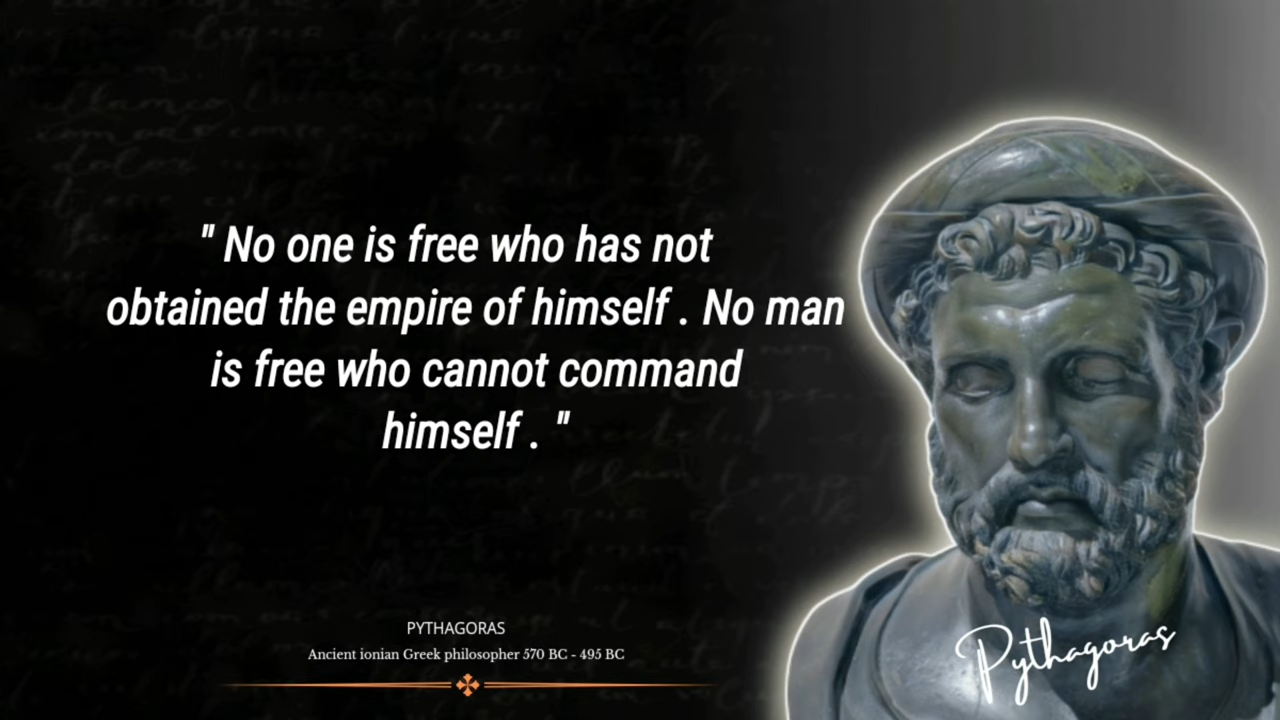 " No one is free who has not
obtained the empire of himself . No man
is free who cannot command
himself . "
PYTHAGORAS
Ancient ionian Greek philosopher 570 BC - 495 BC
Pythagoras